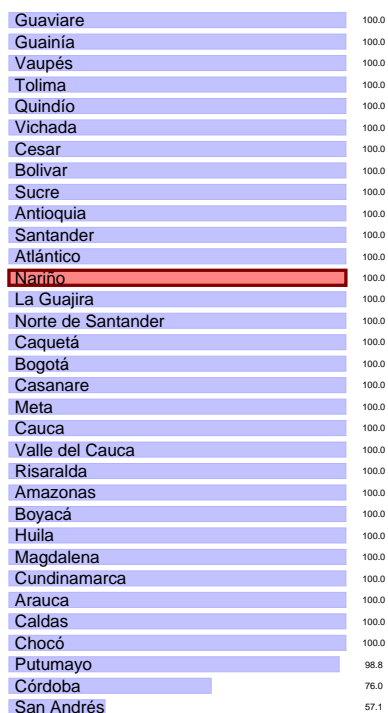 Guaviare 100.0
Guainía 100.0
Vaupés 100.0
Tolima 100.0
Quindío 100.0
Vichada 100.0
Cesar 100.0
Bolivar 100.0
Sucre 100.0
Antioquia 100.0
Santander 100.0
Atlántico 100.0
Nariño 100.0
La Guajira 100.0
Norte de Santander 100.0
Caquetá 100.0
Bogotá 100.0
Casanare 100.0
Meta 100.0
Cauca 100.0
Valle del Cauca 100.0
Risaralda 100.0
Amazonas 100.0
Boyacá 100.0
Huila 100.0
Magdalena 100.0
Cundinamarca 100.0
Arauca 100.0
Caldas 100.0
Chocó 100.0
Putumayo 98.8
Córdoba 76.0
San Andrés 57.1